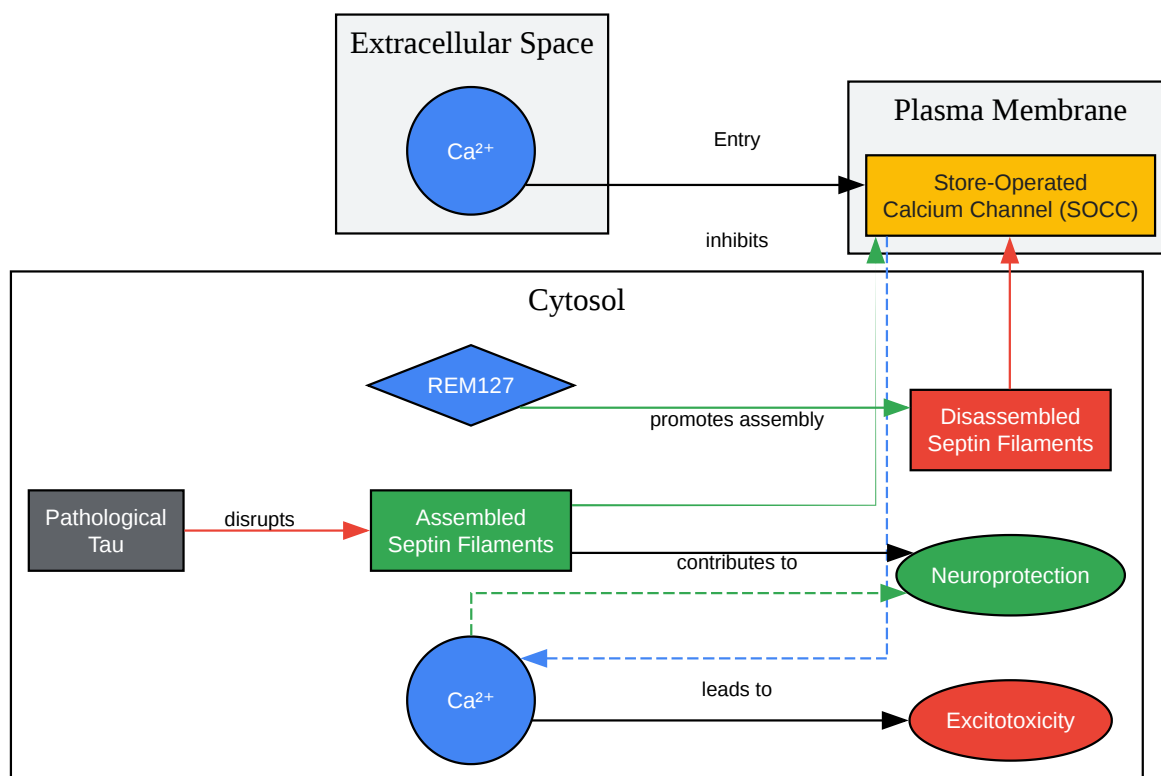 Extracellular Space
Ca²⁺
Entry
Plasma Membrane
Store-Operated
Calcium Channel (SOCC)
inhibits
Cytosol
REM127
promotes assembly
Disassembled
Septin Filaments
Pathological
Tau
disrupts
Assembled
Septin Filaments
contributes to
Neuroprotection
Ca²⁺
leads to
Excitotoxicity